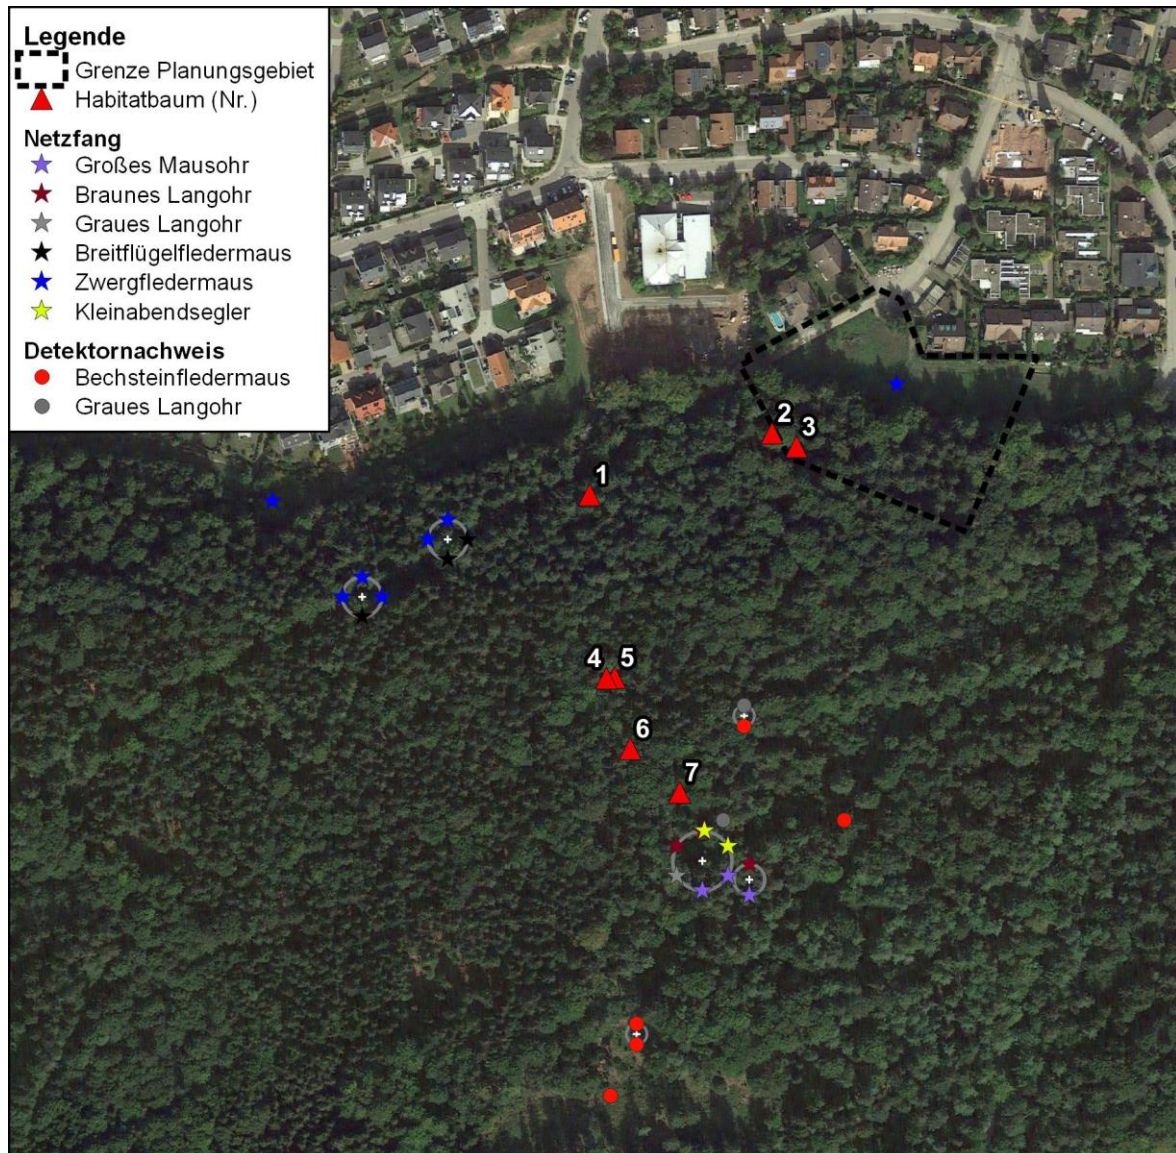 Legende
Grenze Planungsgebiet
Habitatbaum (Nr.)
Netzfang
Großes Mausohr
Braunes Langohr
Graues Langohr
Breitflügelfledermaus
Zwergfledermaus
Kleinabendsegler
Detektornachweis
Bechsteinfledermaus
Graues Langohr
2
3
1
4 5
6
7